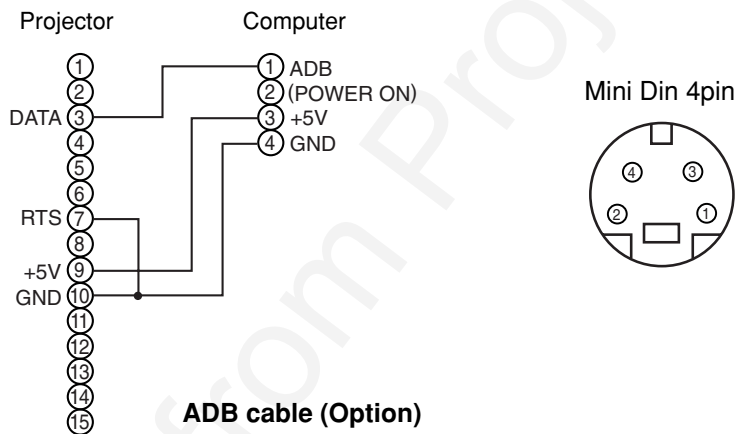 Projector
Computer
1
2
DATA 3
4
5
6
RTS 7
8
+5V 9
GND 10
11
12
13
14
15
1 ADB
2 (POWER ON)
3 +5V
4 GND
ADB cable (Option)
Mini Din 4pin
4 3
2 1
from Proj